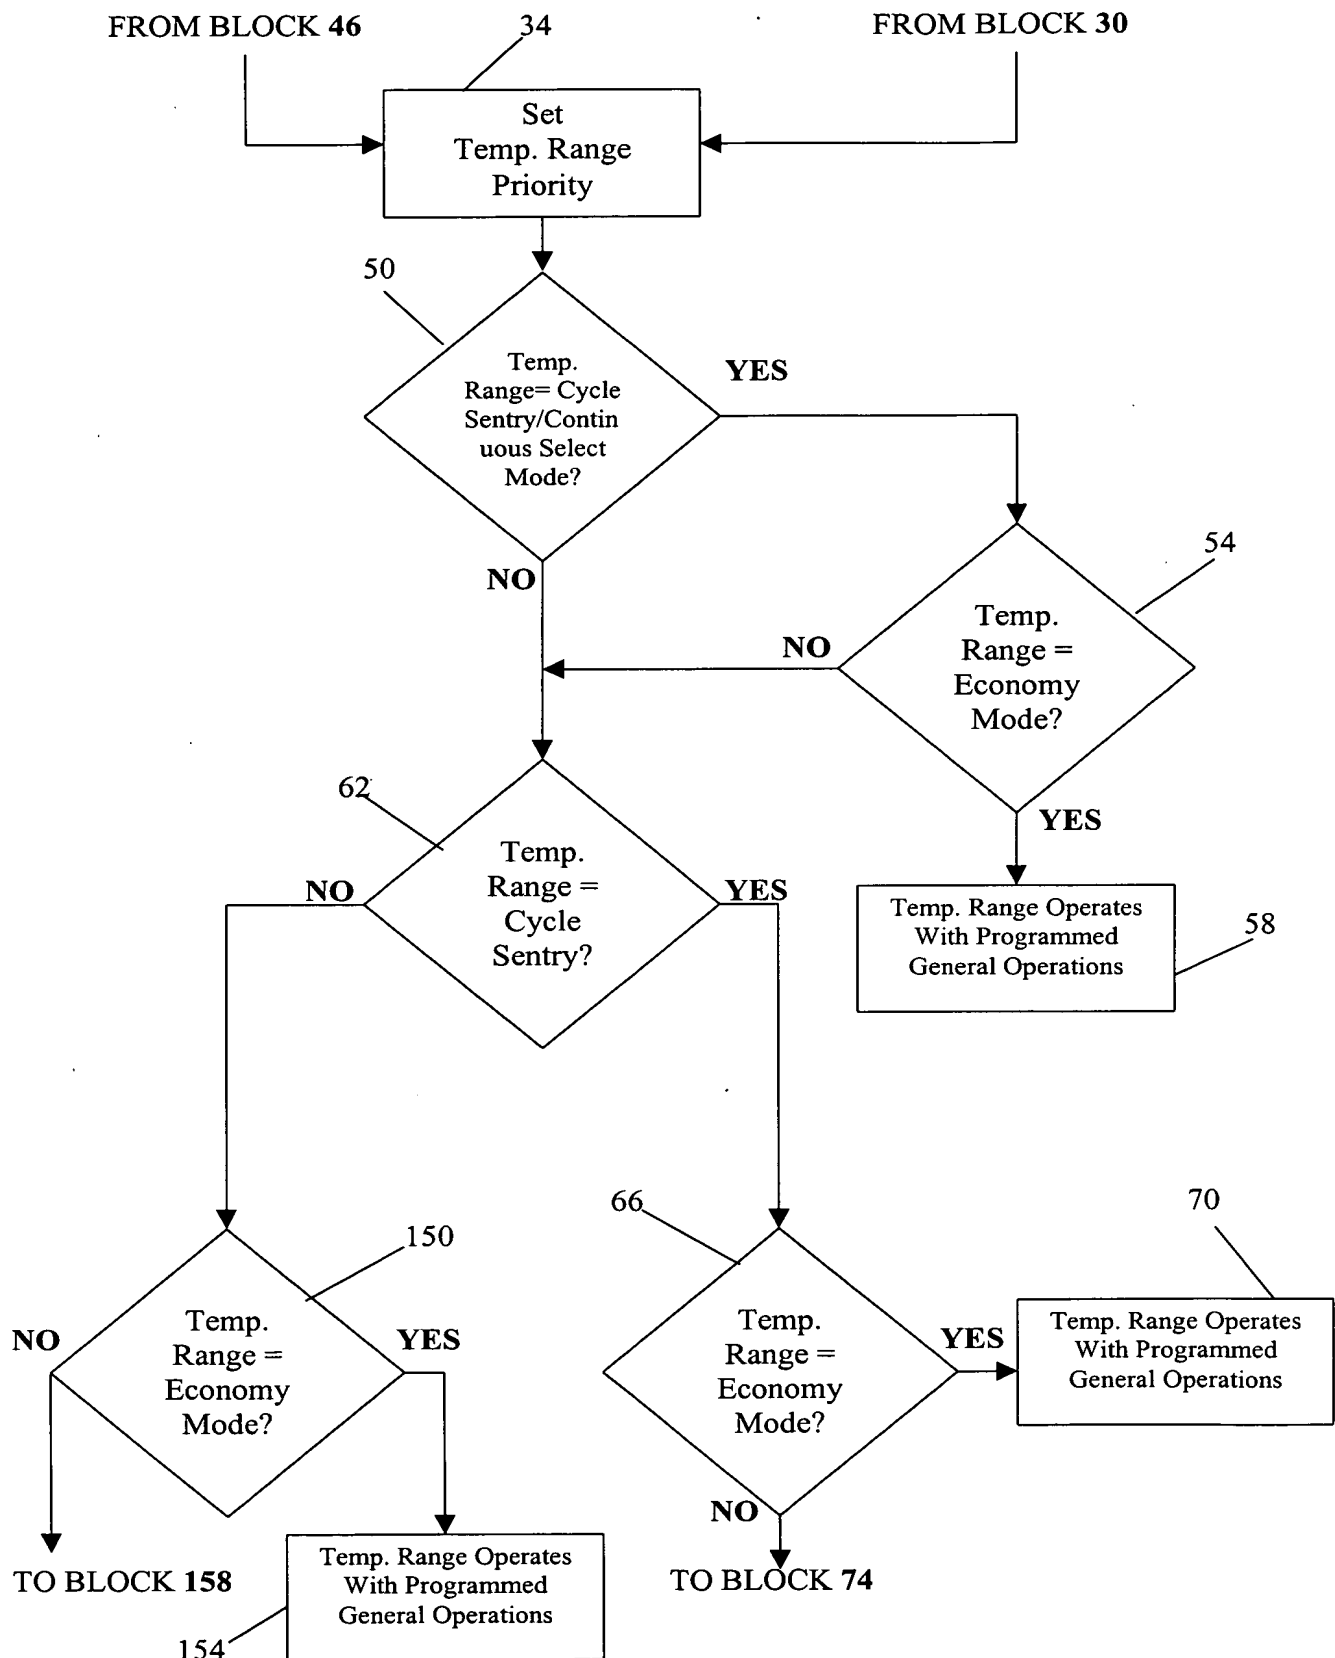 FROM BLOCK 46
34
FROM BLOCK 30
Set
Temp. Range
Priority
50
Temp.
Range= Cycle
Sentry/Contin
uous Select
Mode?
YES
NO
54
Temp.
Range =
Economy
Mode?
NO
YES
62
Temp.
Range =
Cycle
Sentry?
NO
YES
Temp. Range Operates
With Programmed
General Operations
58
150
Temp.
Range =
Economy
Mode?
NO
YES
66
Temp.
Range =
Economy
Mode?
YES
NO
70
Temp. Range Operates
With Programmed
General Operations
TO BLOCK 158
Temp. Range Operates
With Programmed
General Operations
154
TO BLOCK 74